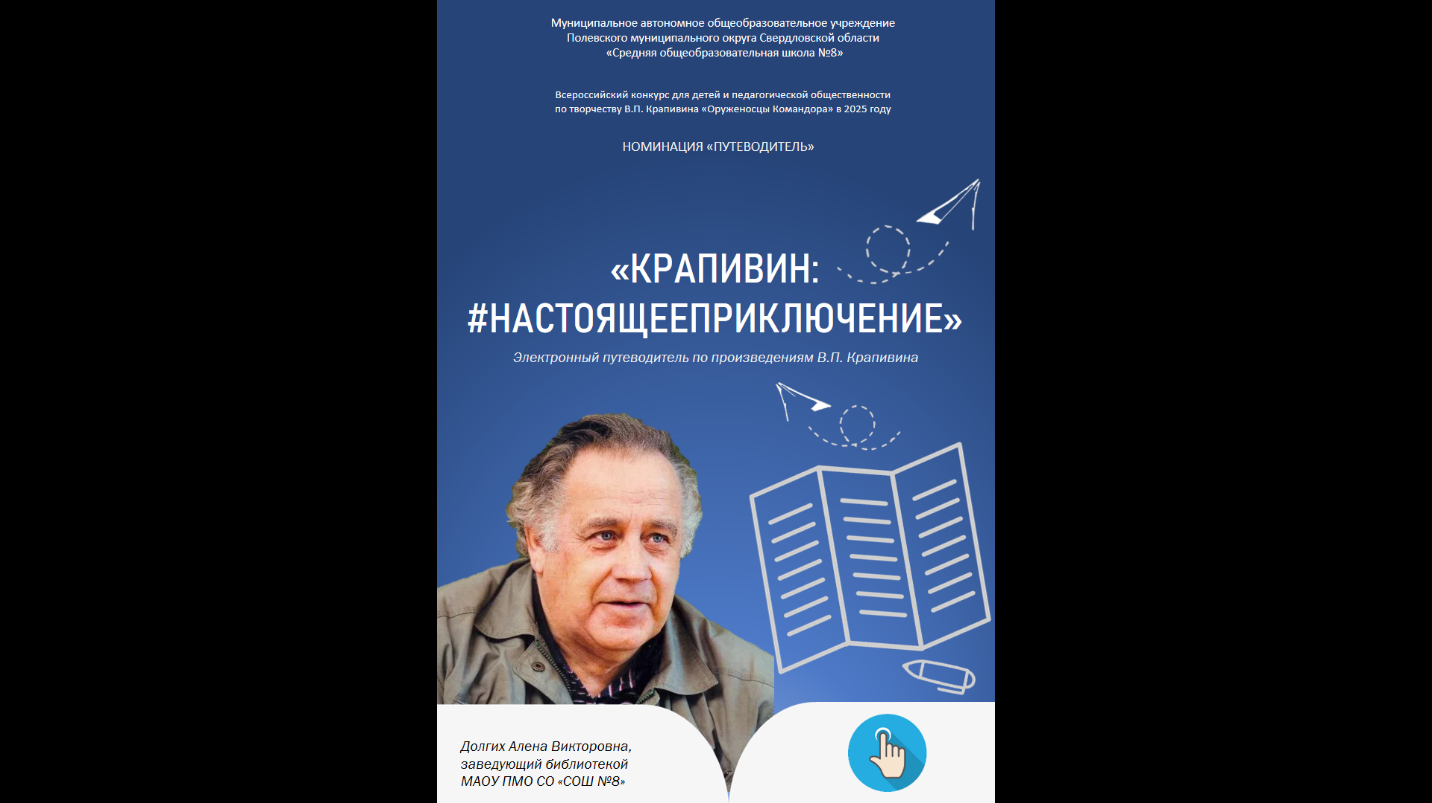 Муниципальное автономное общеобразовательное учреждение
Полевского муниципального округа Свердловской области
«Средняя общеобразовательная школа №8»
Всероссийский конкурс для детей и педагогической общественности
по творчеству В.П. Крапивина «Оруженосцы Командора» в 2025 году
НОМИНАЦИЯ «ПУТЕВОДИТЕЛЬ»
«КРАПИВИН:
#НАСТОЯЩЕЕПРИКЛЮЧЕНИЕ»
Электронный путеводитель по произведениям В.П. Крапивина
Долгих Алена Викторовна,
заведующий библиотекой
МАОУ ПМО СО «СОШ №8»